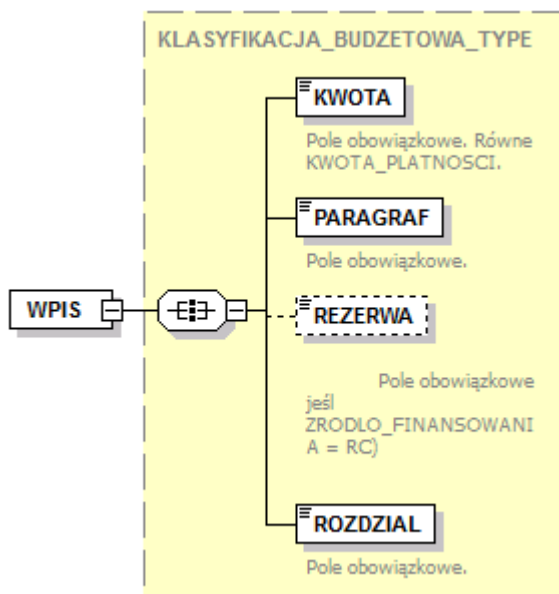 KLASYFIKACJA_BUDZETOWA_TYPE
KWOTA
Pole obowiązkowe. Równe
KWOTA_PLATNOSCI.
PARAGRAF
Pole obowiązkowe.
WPIS
REZERWA
Pole obowiązkowe
jeśl
ZRODLO_FINANSOWANI
A = RC)
ROZDZIAL
Pole obowiązkowe.